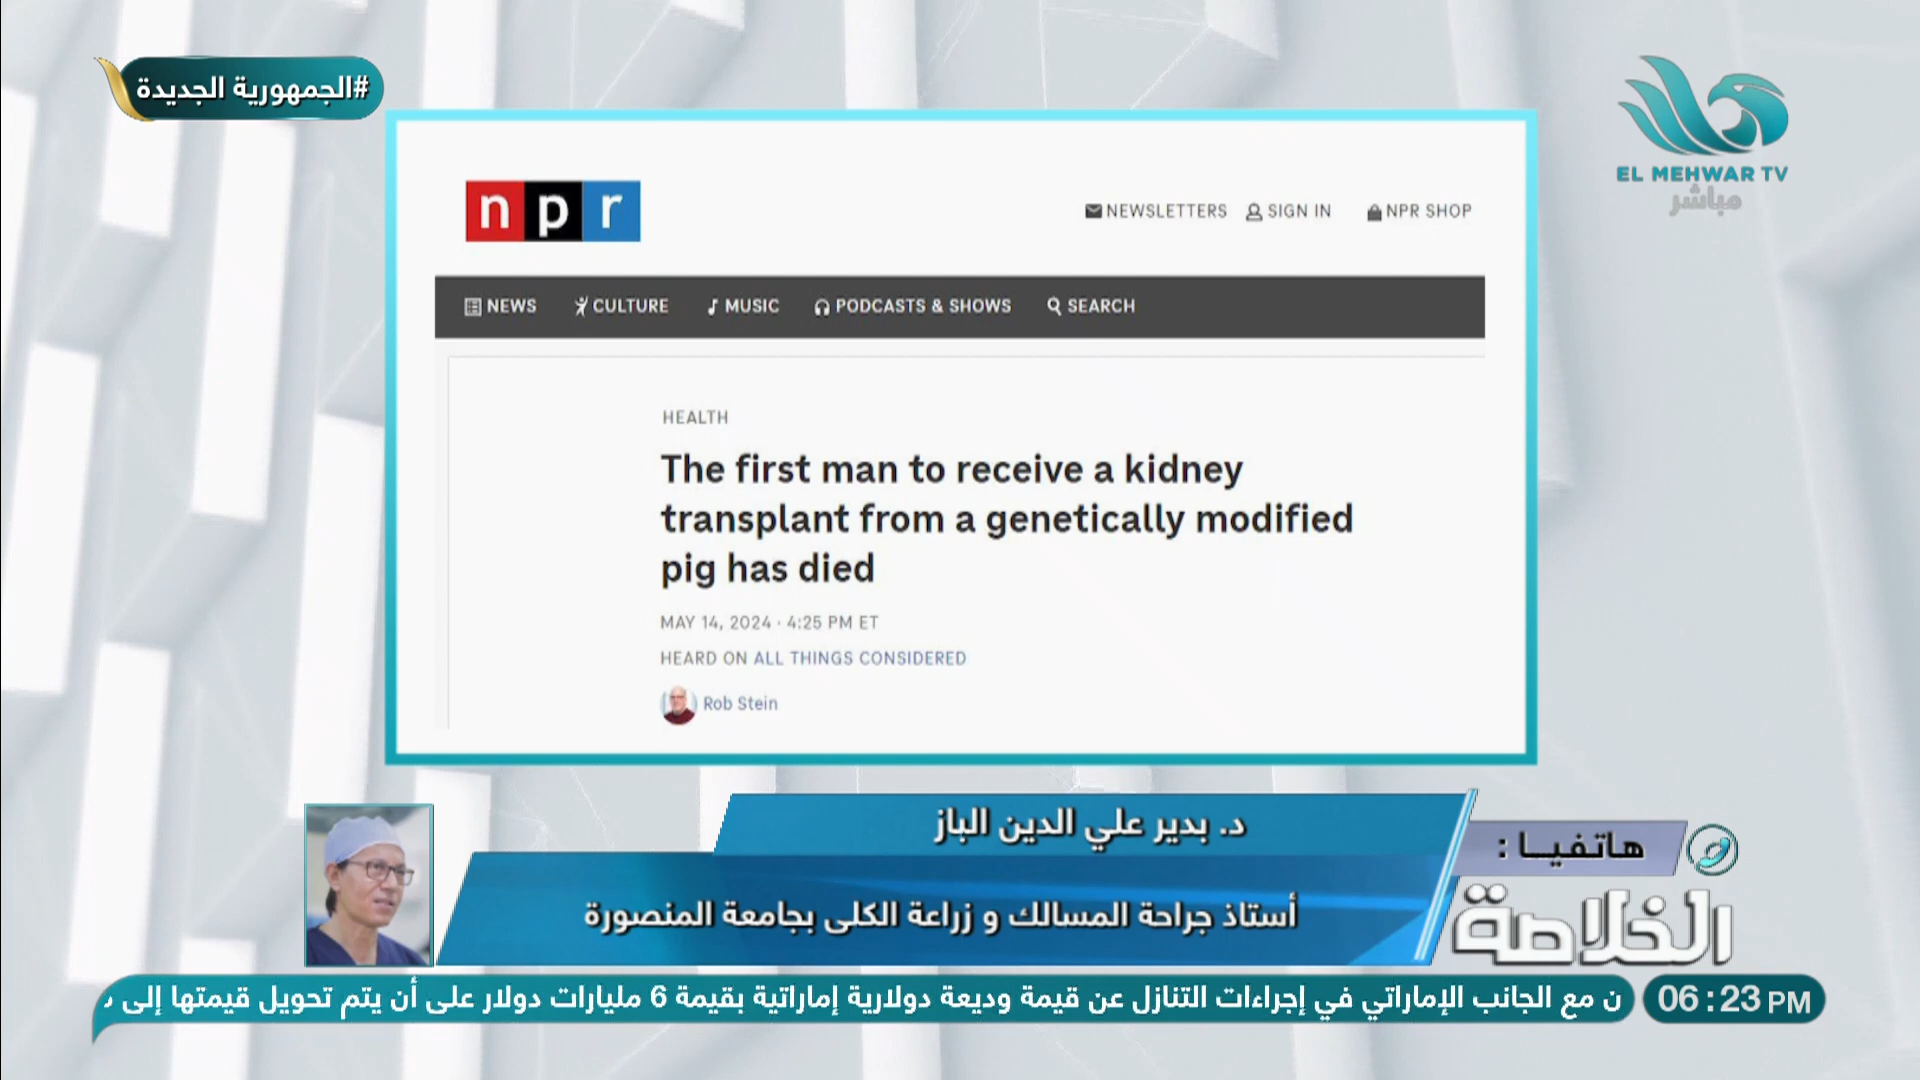 #الجمهورية الجديدة
EL MEHWAR TV
مباشر
npr
NEWSLETTERS SIGN IN NPR SHOP
NEWS CULTURE MUSIC PODCASTS & SHOWS SEARCH
HEALTH
The first man to receive a kidney
transplant from a genetically modified
pig has died
MAY 14, 2024 · 4:25 PM ET
HEARD ON ALL THINGS CONSIDERED
Rob Stein
هاتفيا :
د. بدير علي الدين الباز
أستاذ جراحة المسالك و زراعة الكلى بجامعة المنصورة
الخلاصة
مع الجانب الإماراتي في إجراءات التنازل عن قيمة وديعة دولارية إماراتية بقيمة 6 مليارات دولار على أن يتم تحويل قيمتها إلى
06:23 PM